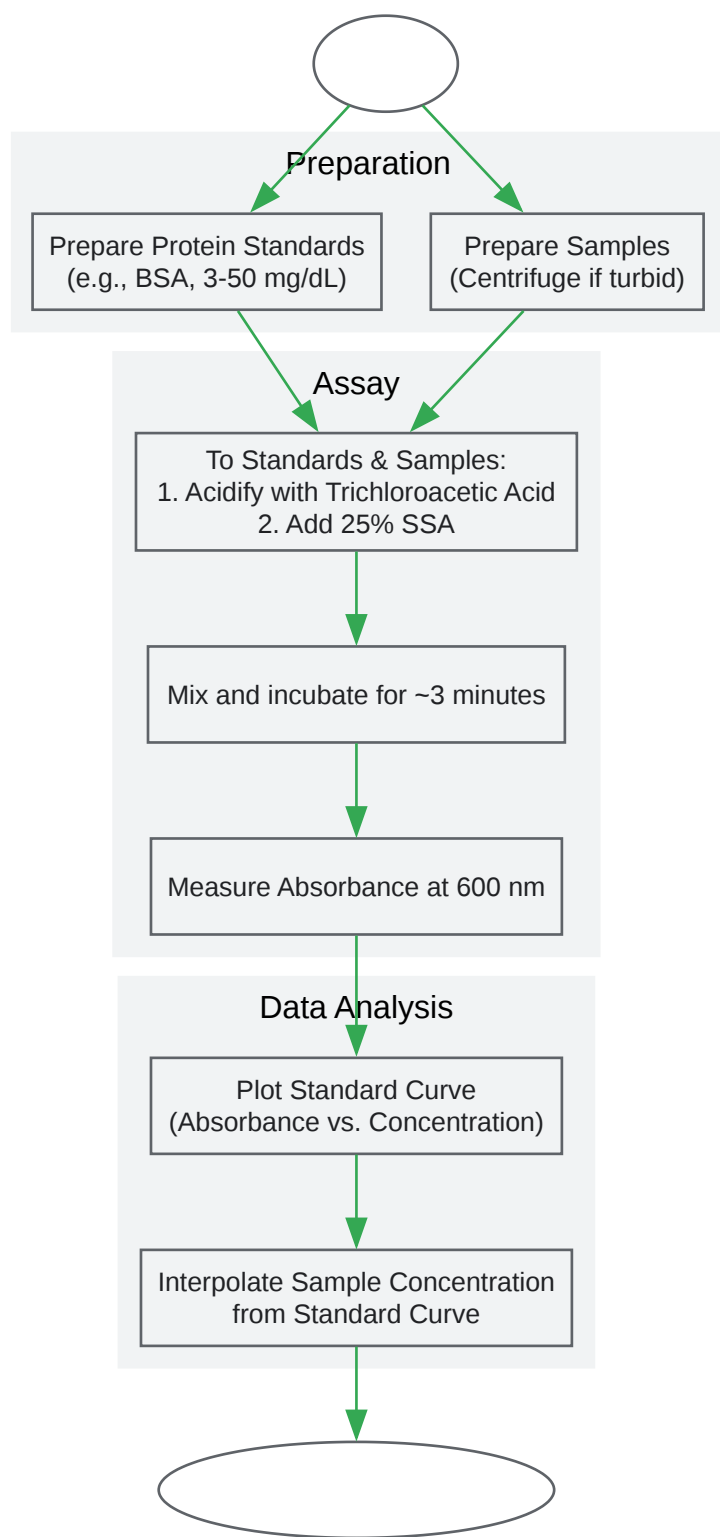 Preparation
Prepare Protein Standards
(e.g., BSA, 3-50 mg/dL)
Prepare Samples
(Centrifuge if turbid)
Assay
To Standards & Samples:
1. Acidify with Trichloroacetic Acid
2. Add 25% SSA
Mix and incubate for ~3 minutes
Measure Absorbance at 600 nm
Data Analysis
Plot Standard Curve
(Absorbance vs. Concentration)
Interpolate Sample Concentration
from Standard Curve